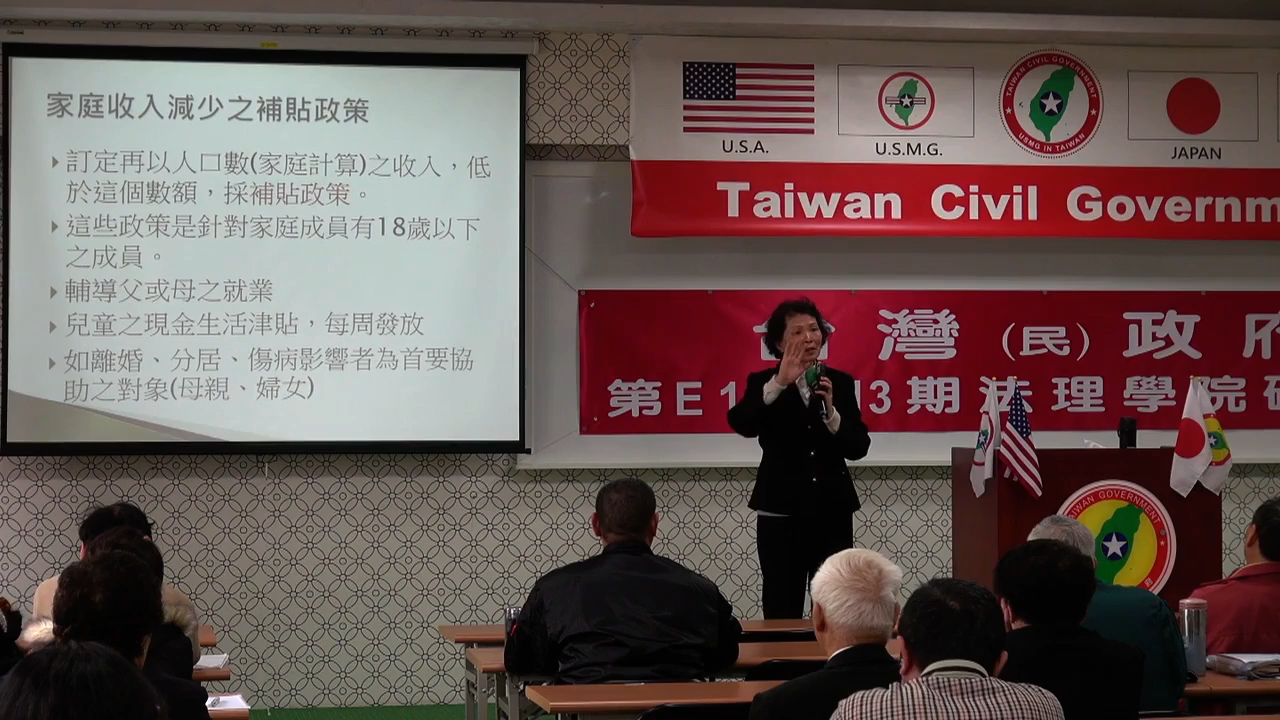 家庭收入減少之補貼政策
訂定再以人口數(家庭計算)之收入，低
於這個數額，採補貼政策。
這些政策是針對家庭成員有18歲以下
之成員。
輔導父或母之就業
兒童之現金生活津貼，每周發放
如離婚、分居、傷病影響者為首要協
助之對象(母親、婦女)
U.S.A.
U.S.M.G.
TAIWAN CIVIL GOVERNMENT
USMG IN TAIWAN
JAPAN
Taiwan Civil Governm
台灣(民)政府
第E1 13期法理學院
TAIWAN GOVERNMENT